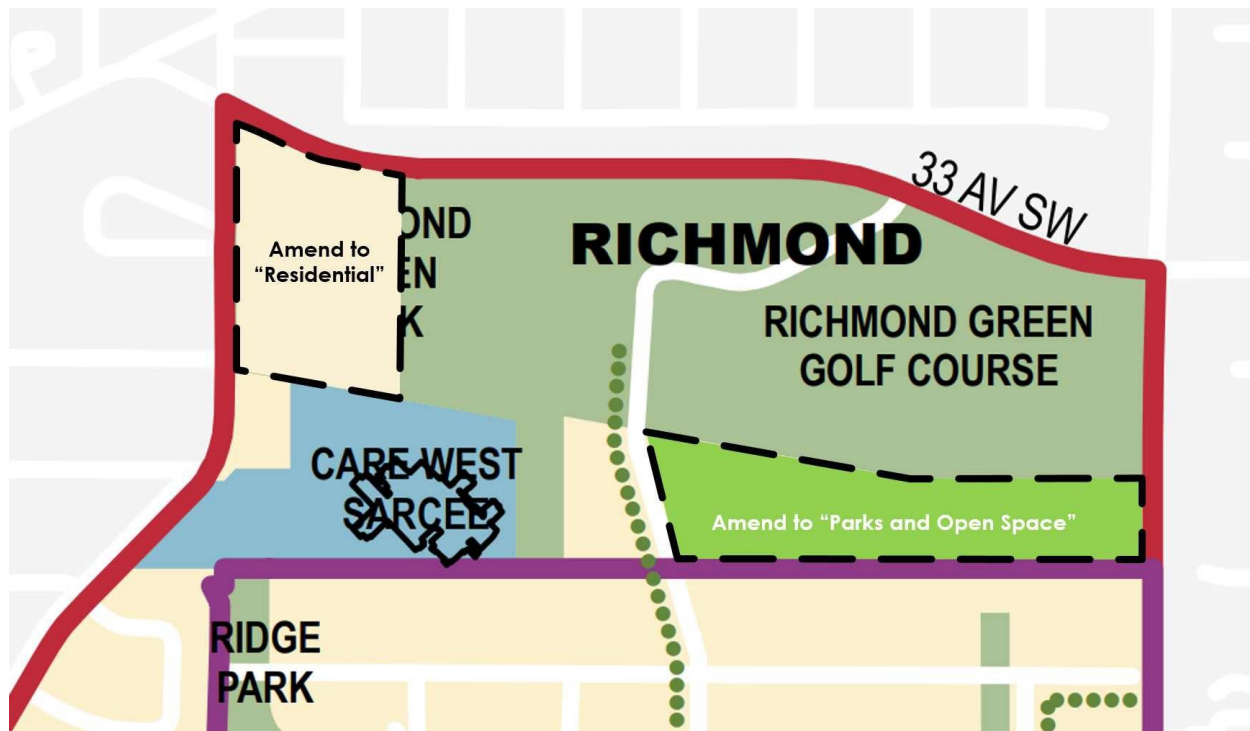 33 AV SW
OND
RICHMOND
Amend to
“Residential”
EN
K
RICHMOND GREEN
GOLF COURSE
CARE WEST
SARCEE
Amend to “Parks and Open Space”
RIDGE
PARK